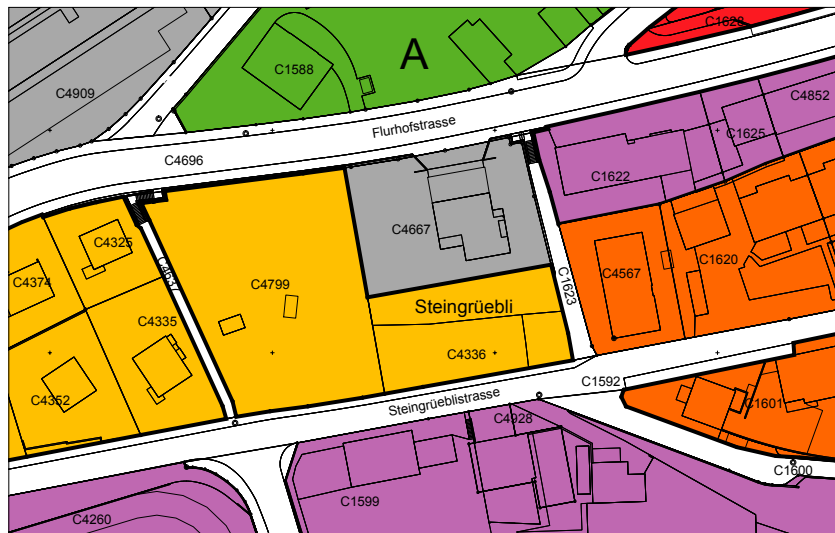 C1628
A
C1588
C4909
C4852
Flurhofstrasse
C1625
C4696
C1622
C4325
C4667
C1620
C4374
C4637
C4799
C1623
C4567
Steingrüebli
C4335
C4336
C1592
C4352
Steingrüeblistrasse
C1601
C4928
C1600
C1599
C4260